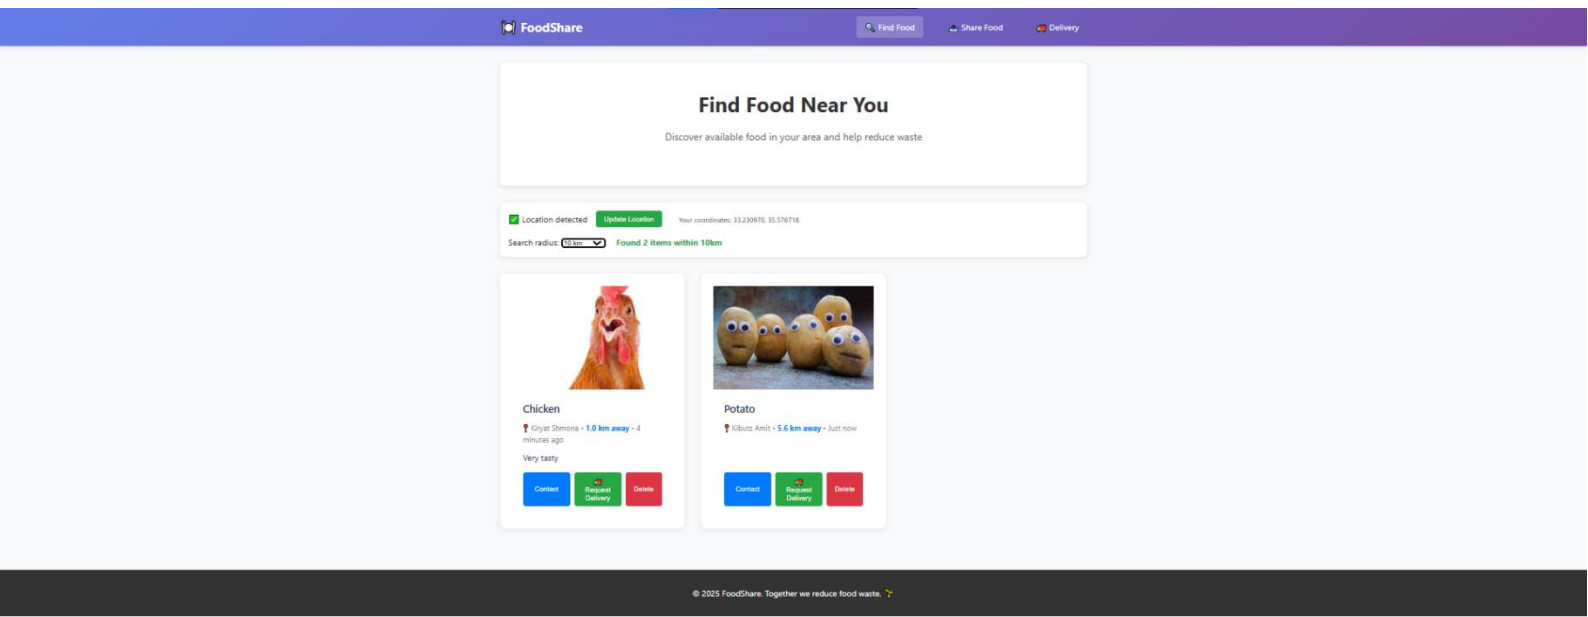 FoodShare
Find Food
Share Food
Delivery
Find Food Near You
Discover available food in your area and help reduce waste
Location detected
Update Location
Your coordinates: 33.230970, 35.576718
Search radius: 10 km
Found 2 items within 10km
Chicken
Kiryat Shmona • 1.0 km away • 4
minutes ago
Very tasty
Contact
Request
Delivery
Delete
Potato
Kibutz Amit • 5.6 km away • Just now
Contact
Request
Delivery
Delete
© 2025 FoodShare. Together we reduce food waste.